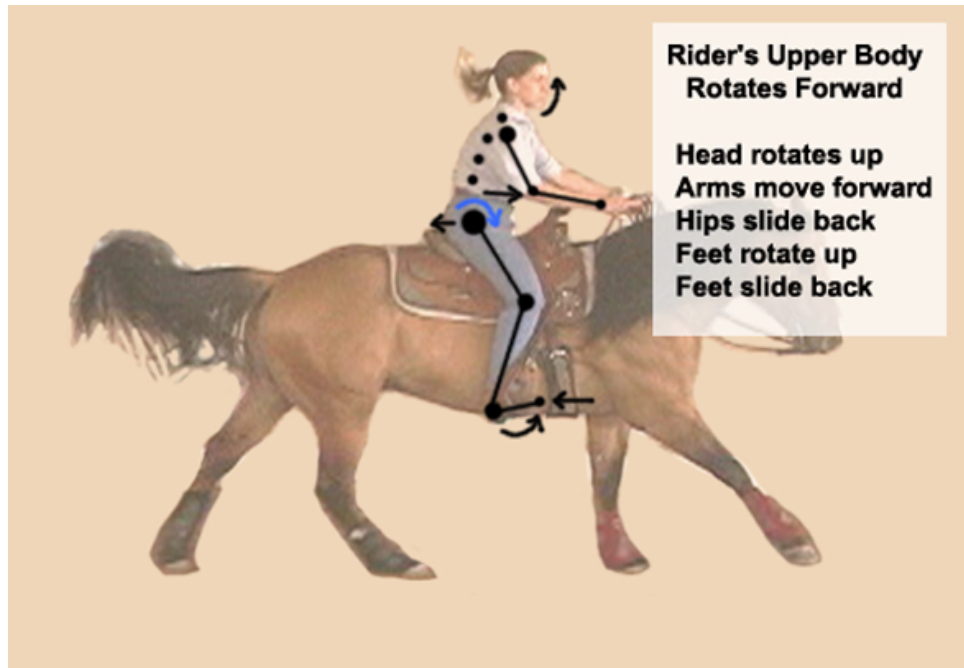 Rider's Upper Body
Rotates Forward
Head rotates up
Arms move forward
Hips slide back
Feet rotate up
Feet slide back